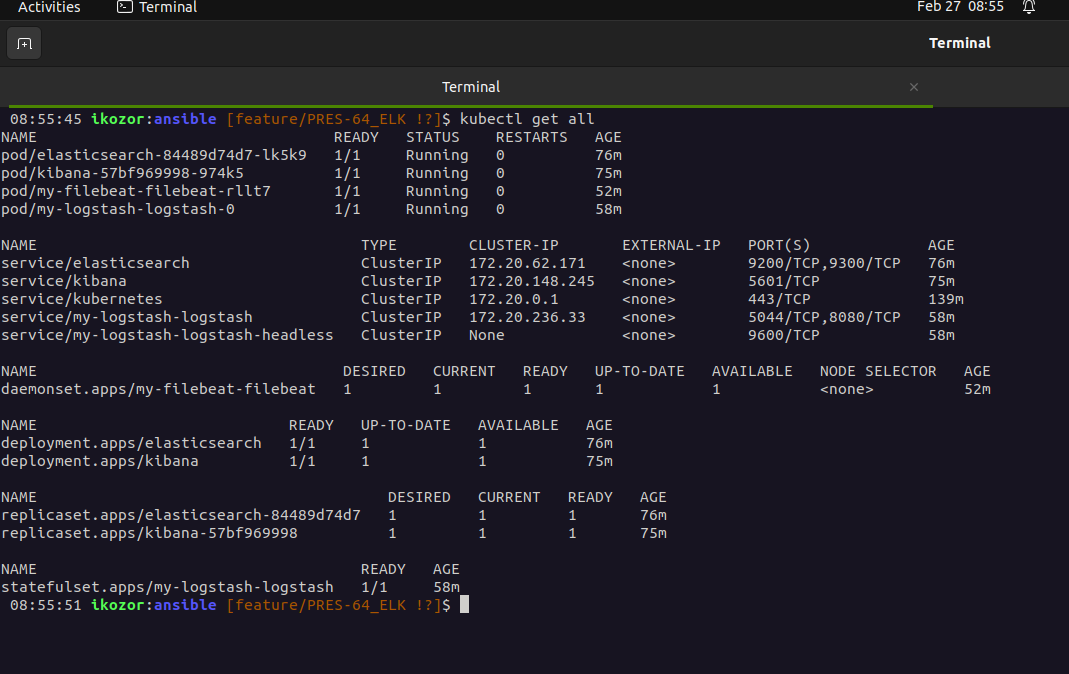 Activities Terminal Feb 27 08:55
Terminal
Terminal ×
08:55:45 ikozor:ansible [feature/PRES-64_ELK !?]$ kubectl get all
NAME READY STATUS RESTARTS AGE
pod/elasticsearch-84489d74d7-lk5k9 1/1 Running 0 76m
pod/kibana-57bf969998-974k5 1/1 Running 0 75m
pod/my-filebeat-filebeat-rllt7 1/1 Running 0 52m
pod/my-logstash-logstash-0 1/1 Running 0 58m
NAME TYPE CLUSTER-IP EXTERNAL-IP PORT(S) AGE
service/elasticsearch ClusterIP 172.20.62.171 <none> 9200/TCP,9300/TCP 76m
service/kibana ClusterIP 172.20.148.245 <none> 5601/TCP 75m
service/kubernetes ClusterIP 172.20.0.1 <none> 443/TCP 139m
service/my-logstash-logstash ClusterIP 172.20.236.33 <none> 5044/TCP,8080/TCP 58m
service/my-logstash-logstash-headless ClusterIP None <none> 9600/TCP 58m
NAME DESIRED CURRENT READY UP-TO-DATE AVAILABLE NODE SELECTOR AGE
daemonset.apps/my-filebeat-filebeat 1 1 1 1 1 <none> 52m
NAME READY UP-TO-DATE AVAILABLE AGE
deployment.apps/elasticsearch 1/1 1 1 76m
deployment.apps/kibana 1/1 1 1 75m
NAME DESIRED CURRENT READY AGE
replicaset.apps/elasticsearch-84489d74d7 1 1 1 76m
replicaset.apps/kibana-57bf969998 1 1 1 75m
NAME READY AGE
statefulset.apps/my-logstash-logstash 1/1 58m
08:55:51 ikozor:ansible [feature/PRES-64_ELK !?]$